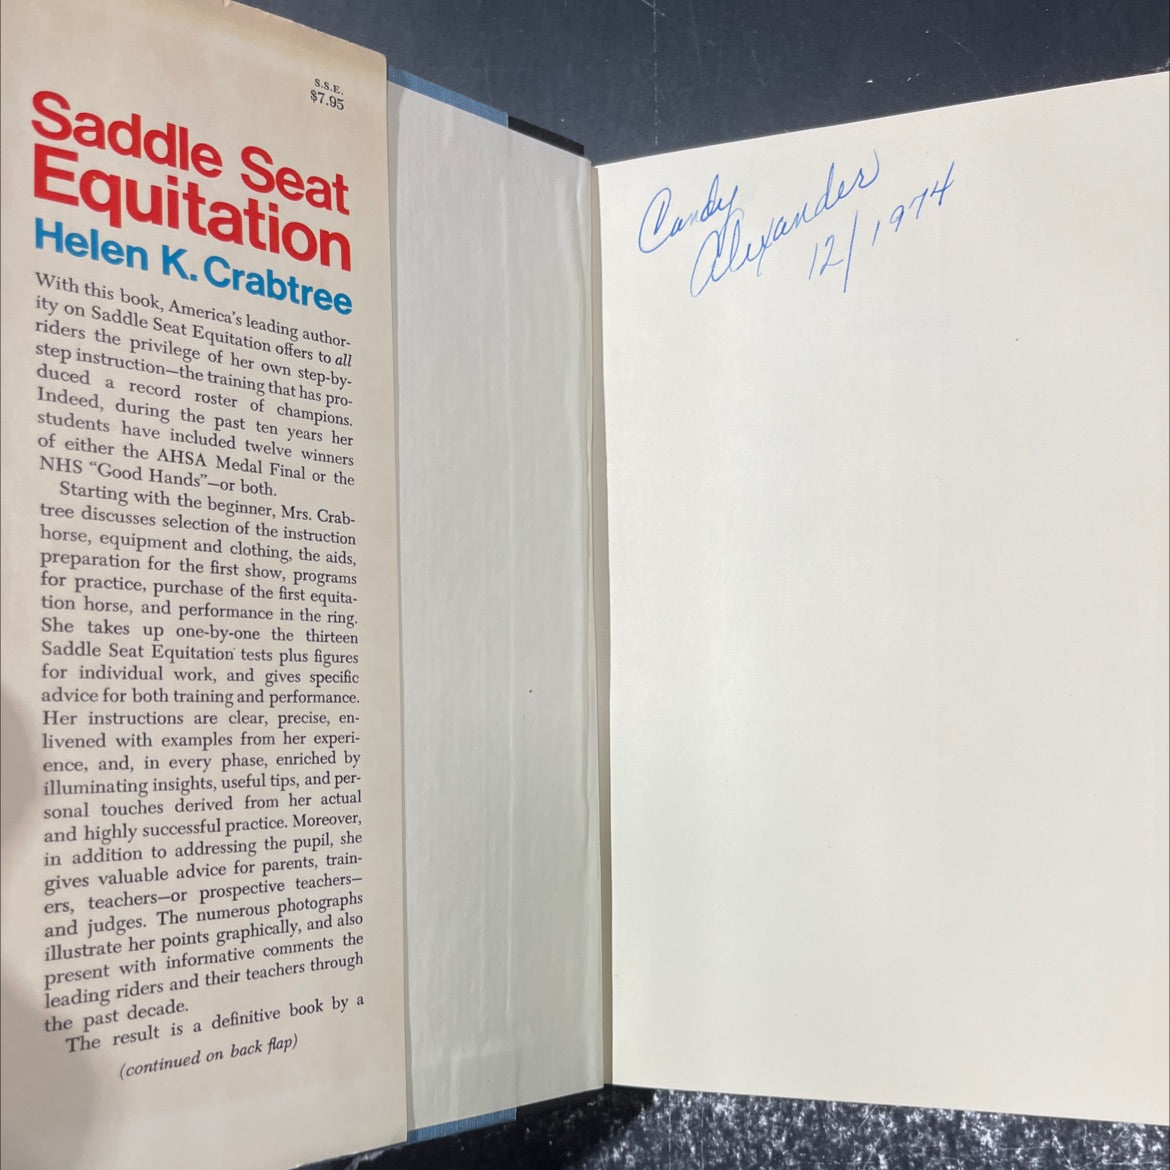 S.S.E.
$7.95
Saddle Seat
Equitation
Helen K. Crabtree
With this book, America's leading author-
ity on Saddle Seat Equitation offers to all
riders the privilege of her own step-by-
step instruction—the training that has pro-
duced a record roster of champions.
Indeed, during the past ten years her
students have included twelve winners
of either the AHSA Medal Final or the
NHS "Good Hands"—or both.
Starting with the beginner, Mrs. Crab-
tree discusses selection of the instruction
horse, equipment and clothing, the aids,
preparation for the first show, programs
for practice, purchase of the first equita-
tion horse, and performance in the ring.
She takes up one-by-one the thirteen
Saddle Seat Equitation tests plus figures
for individual work, and gives specific
advice for both training and performance.
Her instructions are clear, precise, en-
livened with examples from her experi-
ence, and, in every phase, enriched by
illuminating insights, useful tips, and per-
sonal touches derived from her actual
and highly successful practice. Moreover,
in addition to addressing the pupil, she
gives valuable advice for parents, train-
ers, teachers—or prospective teachers—
and judges. The numerous photographs
illustrate her points graphically, and also
present with informative comments the
leading riders and their teachers through
the past decade.
The result is a definitive book by a
(continued on back flap)
Candy
Alexander
12/1974